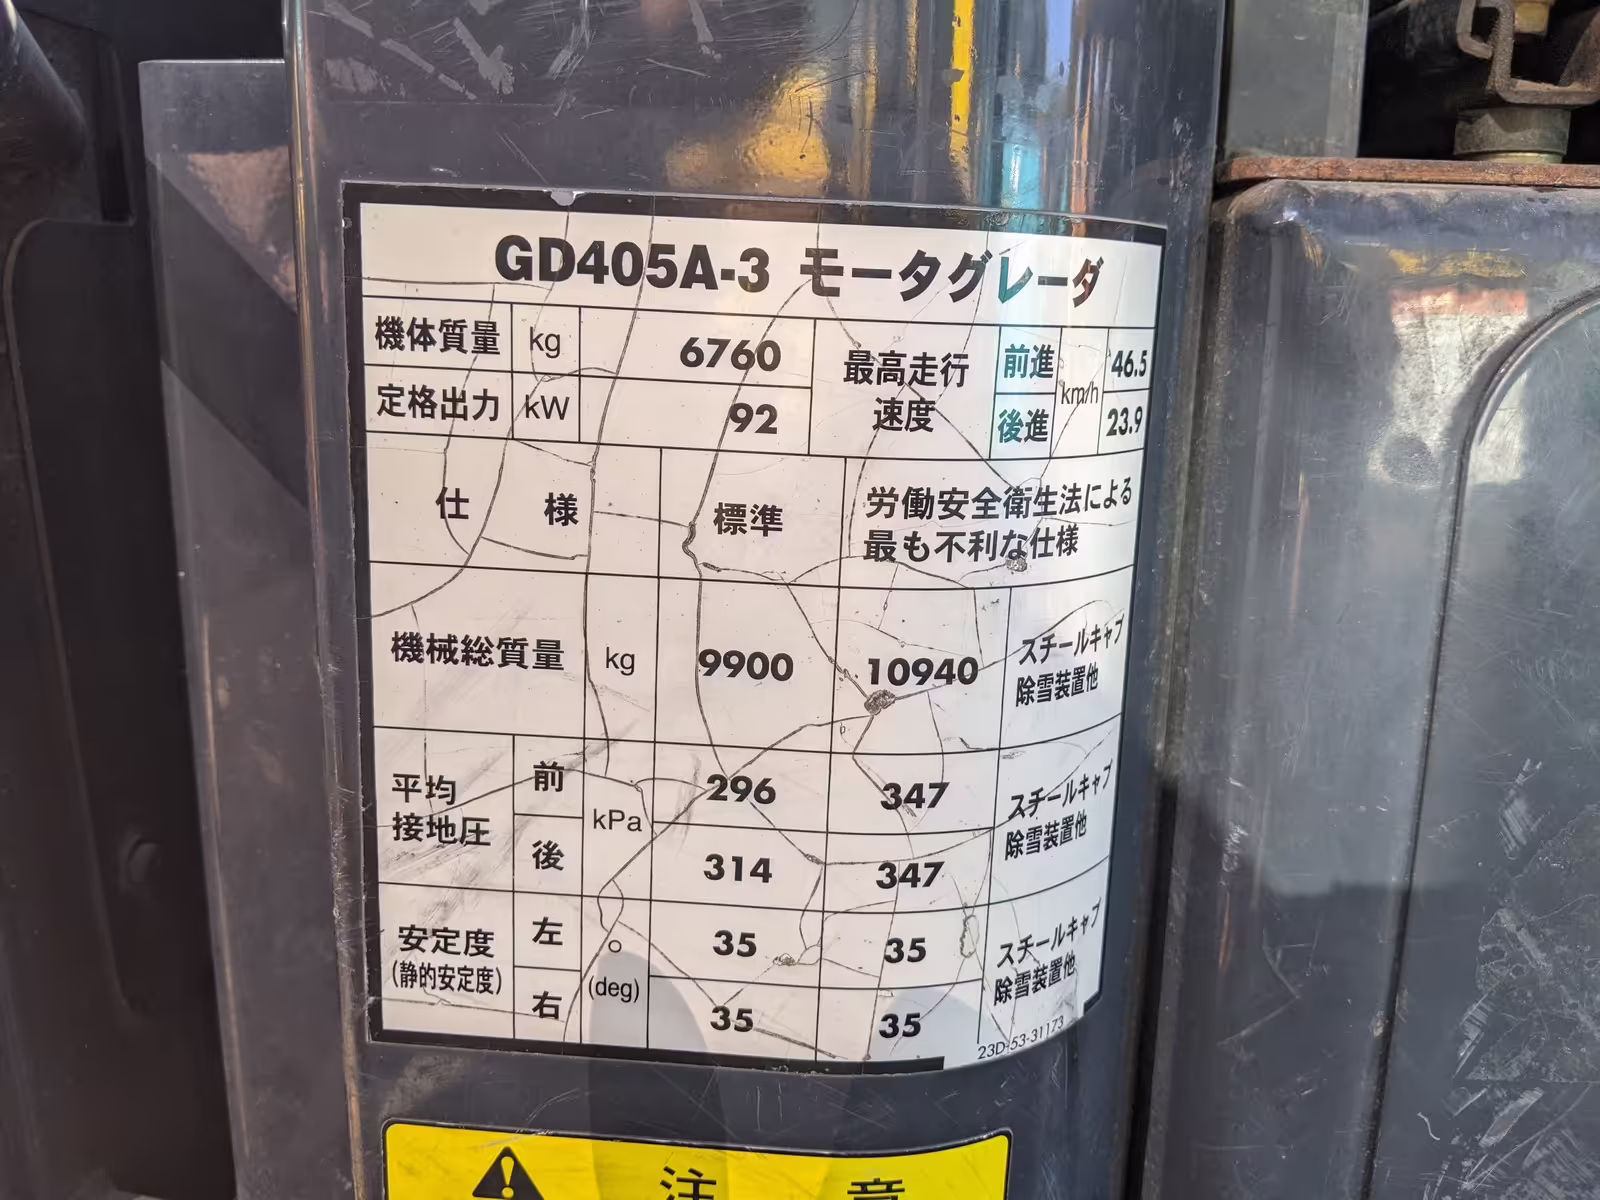 GD405A-3 モータグレーダ
機体質量 kg 6760
定格出力 kW 92
最高走行速度 前進 km/h 46.5
後進 23.9
仕様 標準 労働安全衛生法による
最も不利な仕様
機械総質量 kg 9900 10940 スチールキャブ
除雪装置他
平均
接地圧 前 kPa 296 347 スチールキャブ
除雪装置他
後 314 347
安定度
(静的安定度) 左 ° (deg) 35 35 スチールキャブ
除雪装置他
右 35 35
23D-53-31173
注意